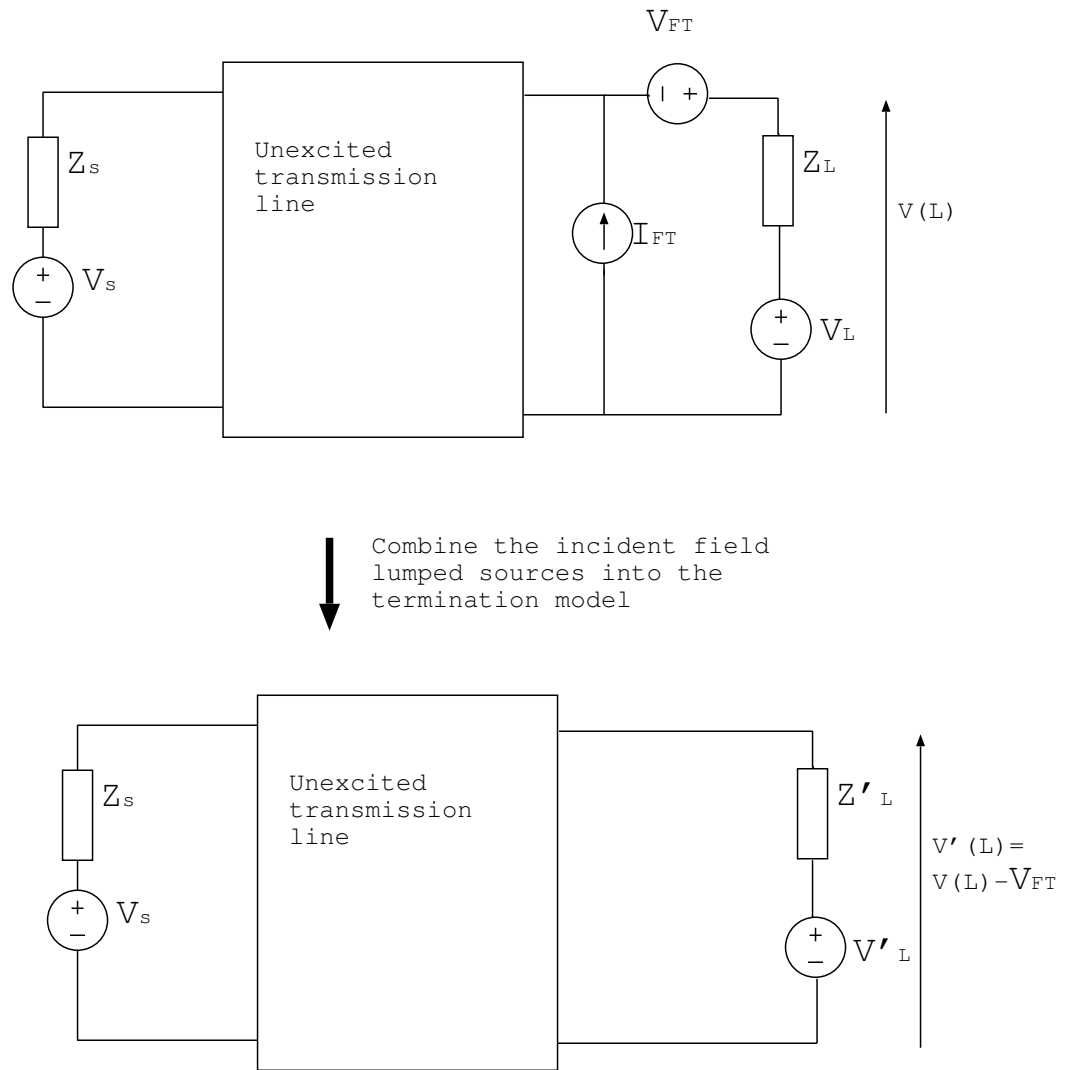 VFT
Unexcited
transmission
line
Zs
ZL
V(L)
IFT
+
Vs
−
+
VL
−
− +
Combine the incident field
lumped sources into the
termination model
Unexcited
transmission
line
Zs
Z'L
V'(L)=
V(L)−VFT
+
Vs
−
+
V'L
−